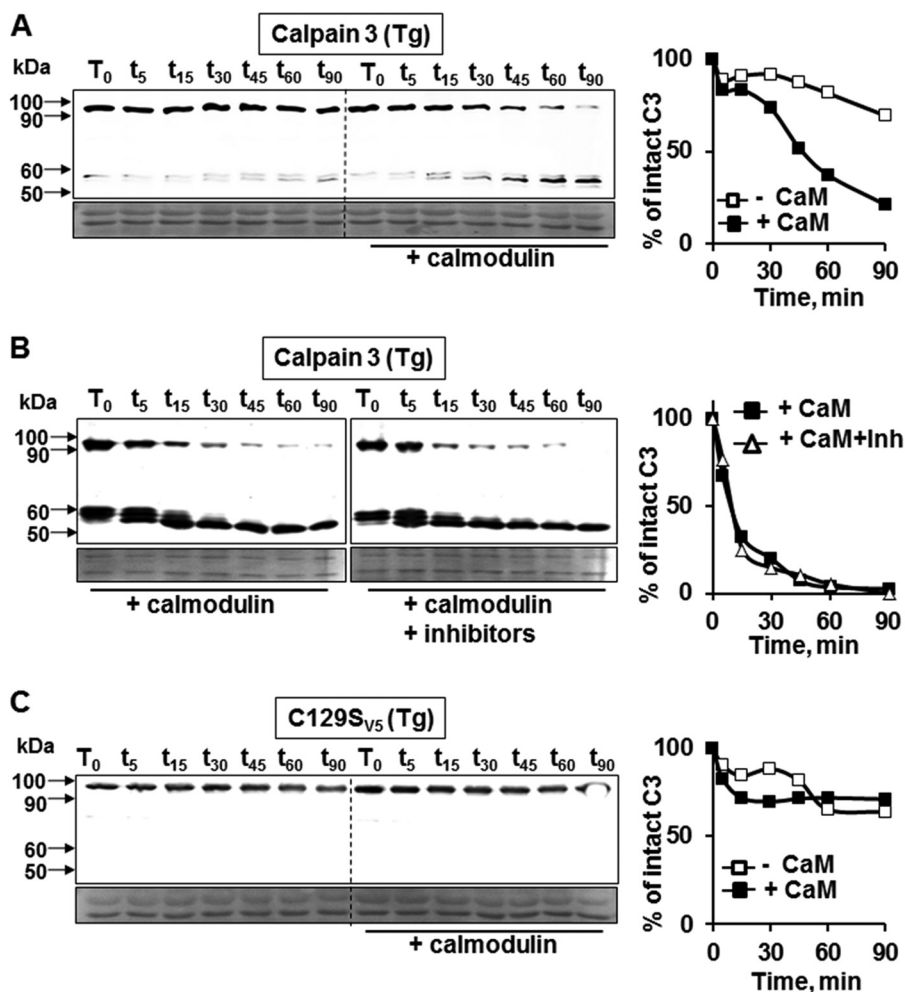 A
Calpain 3 (Tg)
kDa
T0 t5 t15 t30 t45 t60 t90 T0 t5 t15 t30 t45 t60 t90
100
90
60
50
+ calmodulin
% of intact C3
100
50
0
- CaM
+ CaM
0 30 60 90
Time, min
B
Calpain 3 (Tg)
kDa
T0 t5 t15 t30 t45 t60 t90 T0 t5 t15 t30 t45 t60 t90
100
90
60
50
+ calmodulin
+ calmodulin
+ inhibitors
% of intact C3
100
50
0
+ CaM
+ CaM+Inh
0 30 60 90
Time, min
C
C129SV5 (Tg)
kDa
T0 t5 t15 t30 t45 t60 t90 T0 t5 t15 t30 t45 t60 t90
100
90
60
50
+ calmodulin
% of intact C3
100
50
0
- CaM
+ CaM
0 30 60 90
Time, min